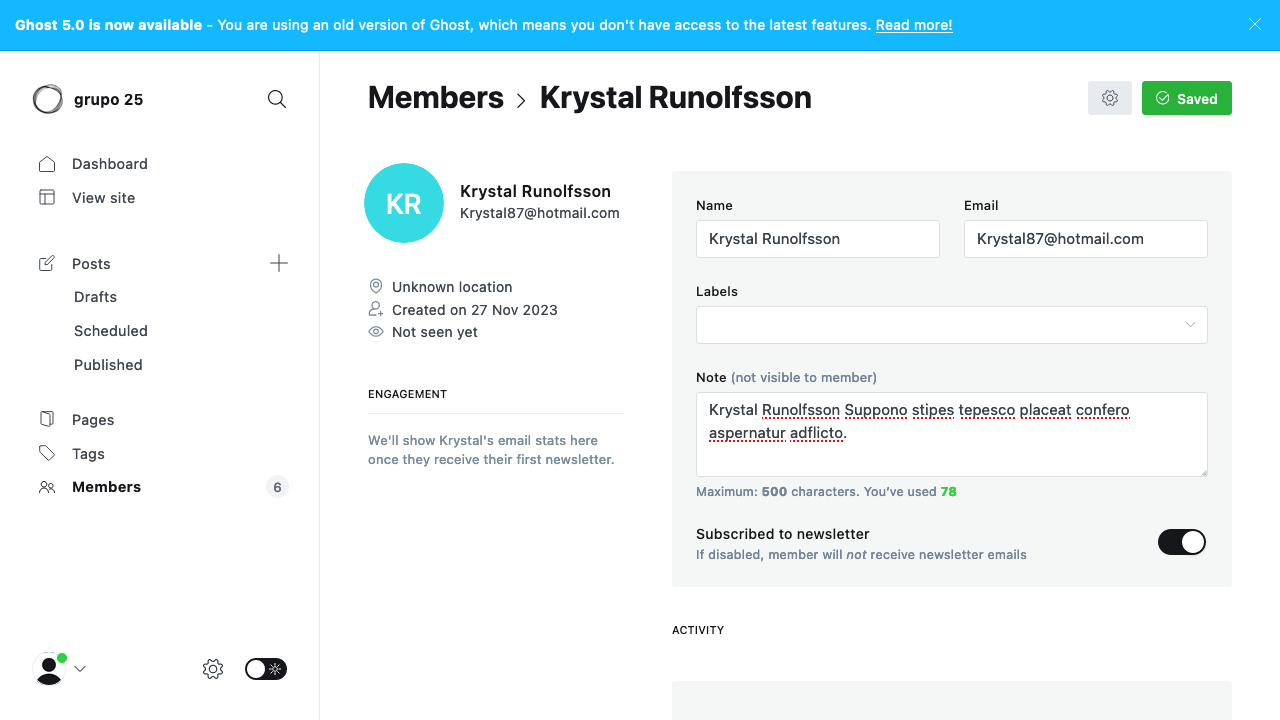 Ghost 5.0 is now available - You are using an old version of Ghost, which means you don't have access to the latest features. Read more!
grupo 25
Dashboard
View site
Posts
Drafts
Scheduled
Published
Pages
Tags
Members 6
Members > Krystal Runolfsson
Saved
KR
Krystal Runolfsson
Krystal87@hotmail.com
Unknown location
Created on 27 Nov 2023
Not seen yet
ENGAGEMENT
We'll show Krystal's email stats here
once they receive their first newsletter.
Name
Krystal Runolfsson
Email
Krystal87@hotmail.com
Labels
Note (not visible to member)
Krystal Runolfsson Suppono stipes tepesco placeat confero
aspernatur adflicto.
Maximum: 500 characters. You've used 78
Subscribed to newsletter
If disabled, member will not receive newsletter emails
ACTIVITY